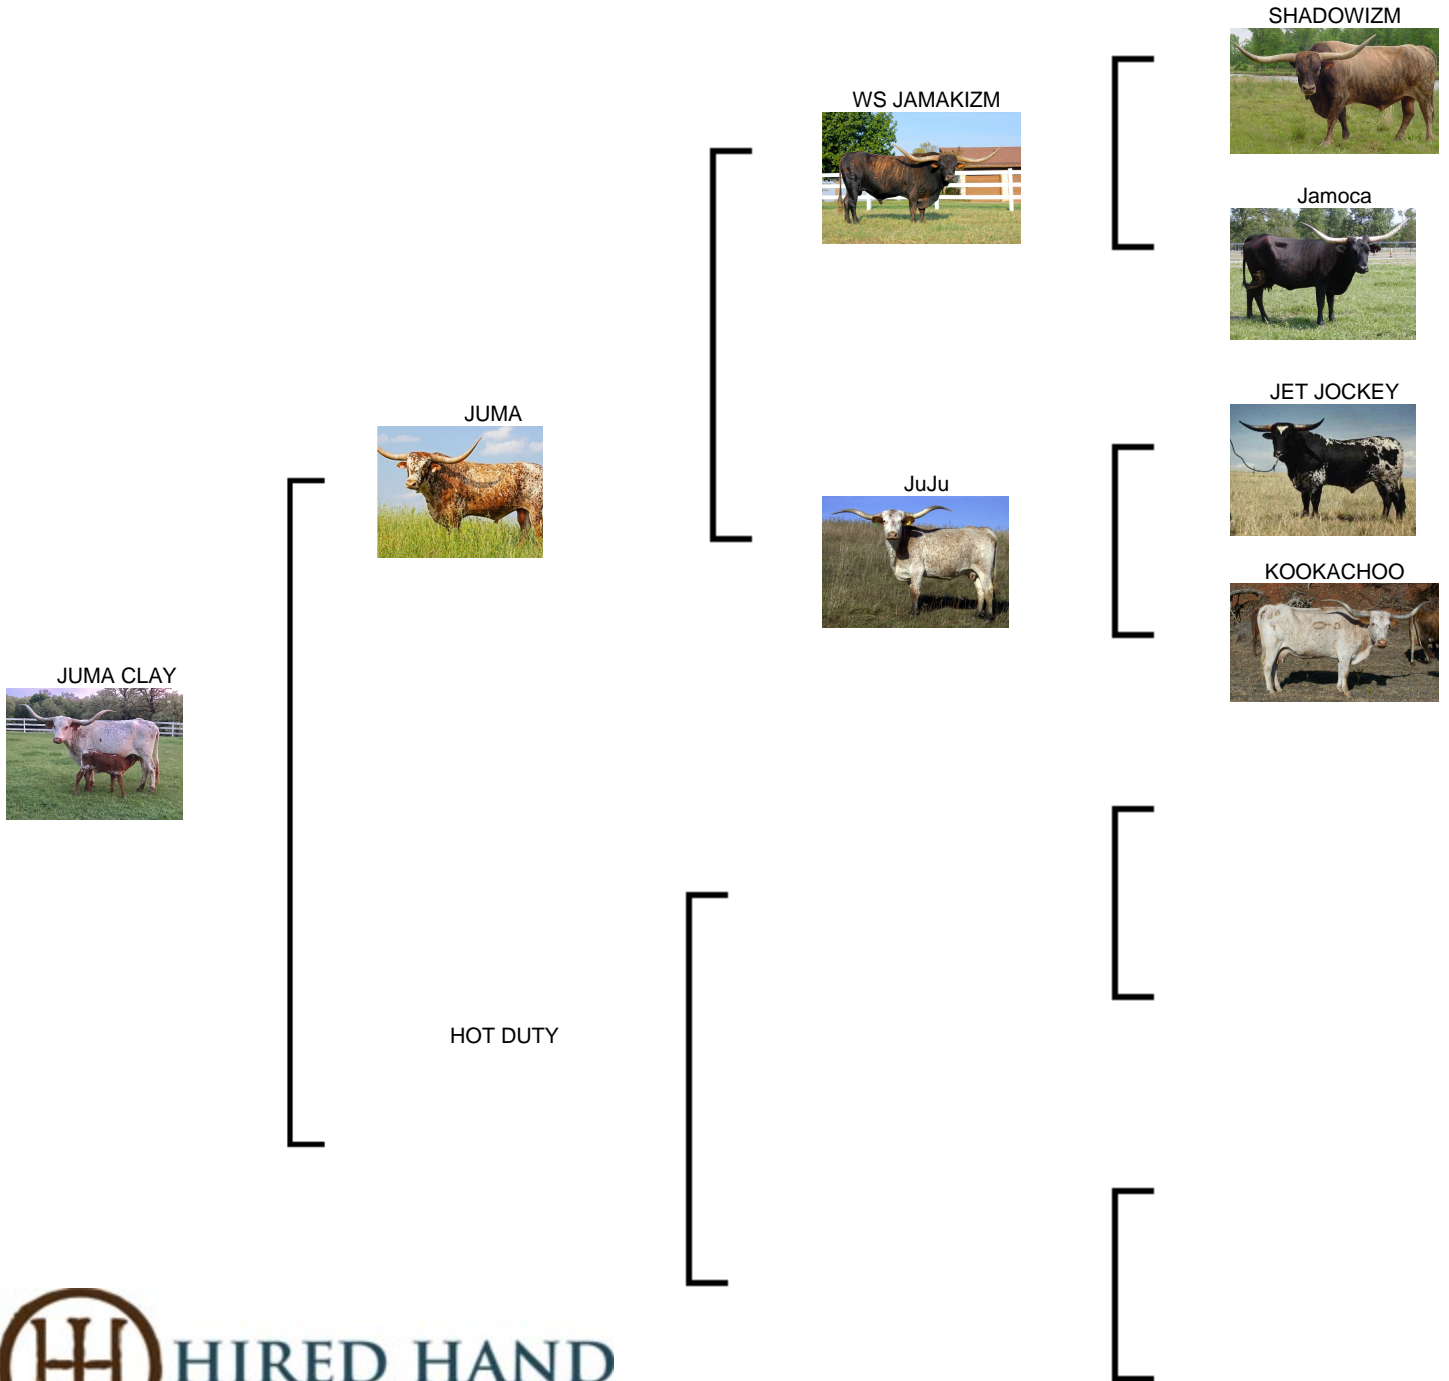 SHADOWIZM
WS JAMAKIZM
Jamoca
JET JOCKEY
JUMA
JuJu
KOOKACHOO
JUMA CLAY
HOT DUTY
HIRED HAND